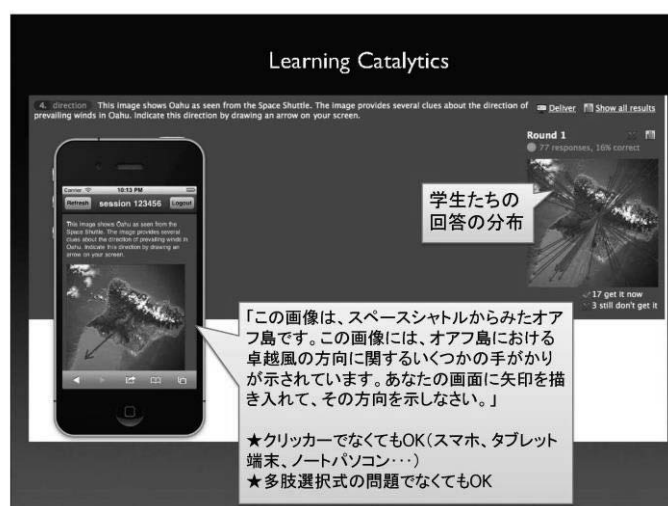 Learning Catalytics
4. direction This image shows Oahu as seen from the Space Shuttle. The image provides several clues about the direction of
prevailing winds in Oahu. Indicate this direction by drawing an arrow on your screen.
Deliver Show all results
Round 1
77 responses, 16% correct
学生たちの
回答の分布
17 get it now
3 still don't get it
Carrier 10:13 PM
Refresh session 123456 Logout
This image shows Oahu as seen from the
Space Shuttle. The image provides several
clues about the direction of prevailing winds in
Oahu. Indicate this direction by drawing an
arrow on your screen.
「この画像は、スペースシャトルからみたオア
フ島です。この画像には、オアフ島における
卓越風の方向に関するいくつかの手がかり
が示されています。あなたの画面に矢印を描
き入れて、その方向を示しなさい。」
★クリッカーでなくてもOK(スマホ、タブレット
端末、ノートパソコン・・・)
★多肢選択式の問題でなくてもOK